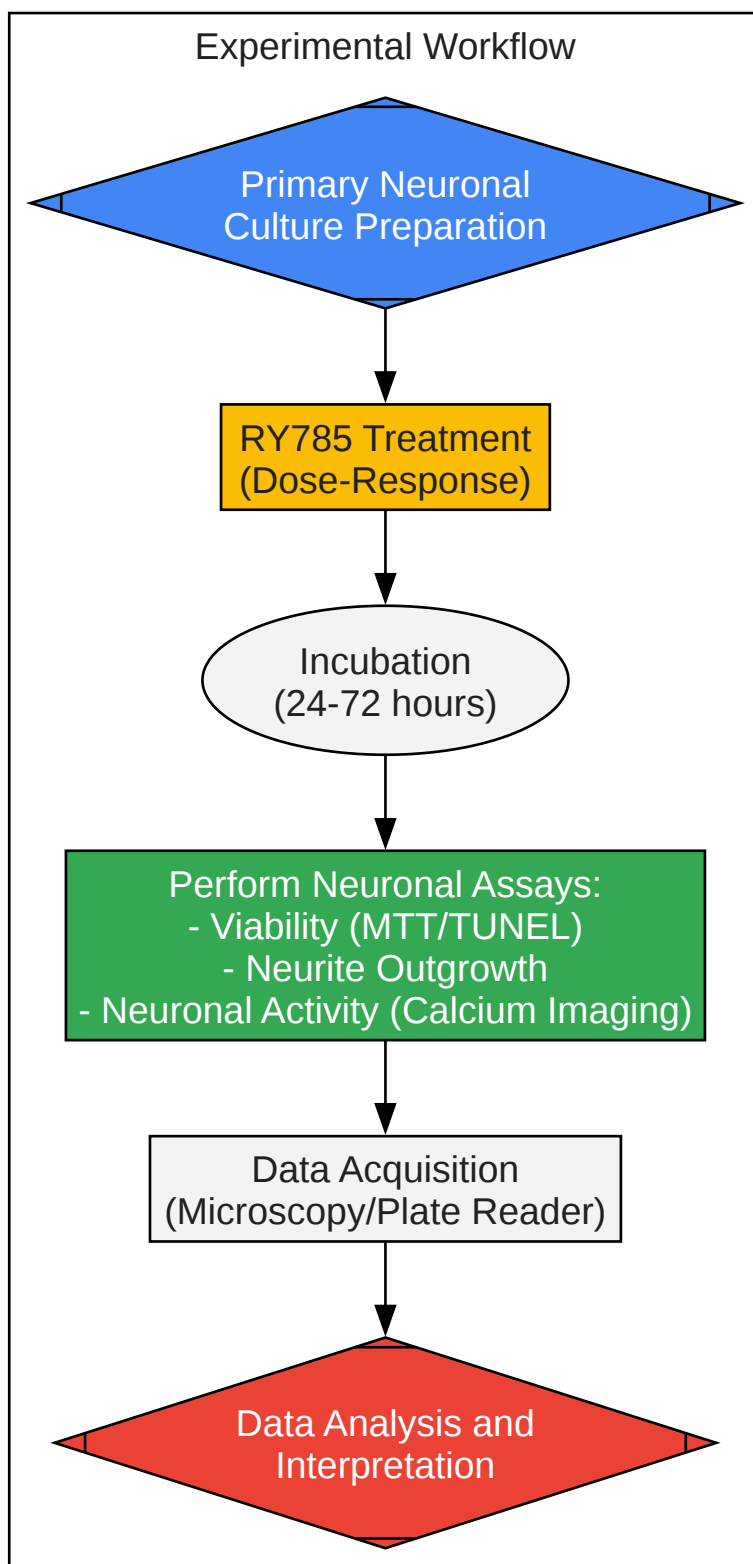 Experimental Workflow
Primary Neuronal
Culture Preparation
RY785 Treatment
(Dose-Response)
Incubation
(24-72 hours)
Perform Neuronal Assays:
- Viability (MTT/TUNEL)
- Neurite Outgrowth
- Neuronal Activity (Calcium Imaging)
Data Acquisition
(Microscopy/Plate Reader)
Data Analysis and
Interpretation